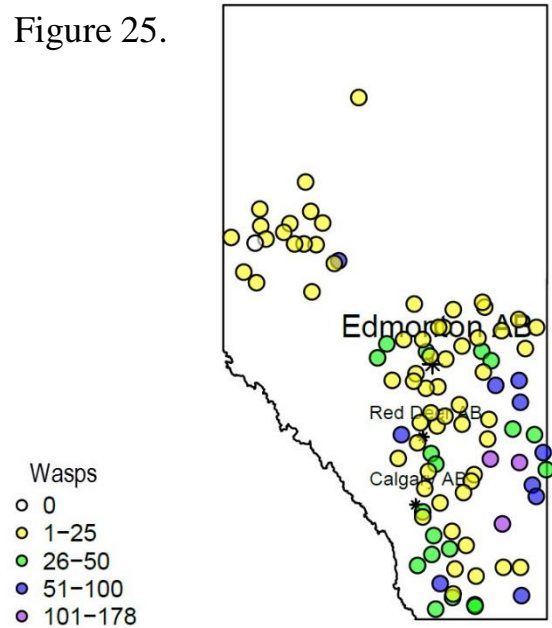 Figure 25.
Edmonton AB
Red Deer AB
Calgary AB
Wasps
0
1−25
26−50
51−100
101−178